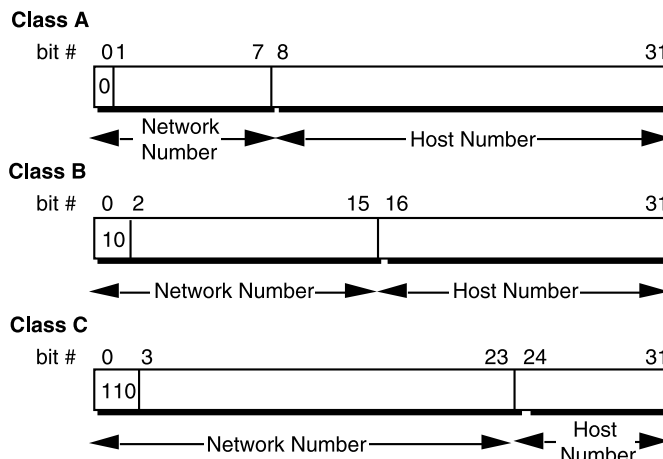 Class A
bit # 0 1 7 8 31
0
Network Number
Host Number
Class B
bit # 0 2 15 16 31
10
Network Number Host Number
Class C
bit # 0 3 23 24 31
110
Network Number
Host Number